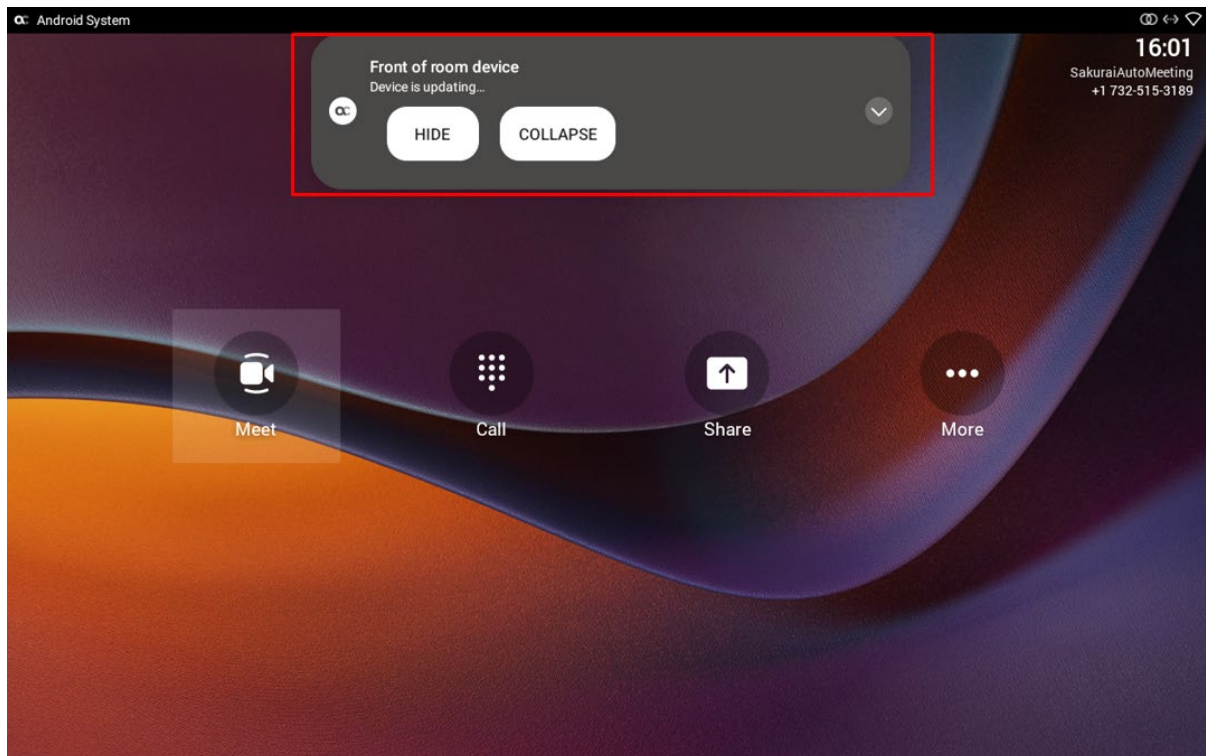 Android System
16:01
SakuraiAutoMeeting
+1 732-515-3189
Front of room device
Device is updating...
HIDE COLLAPSE
Meet Call Share More